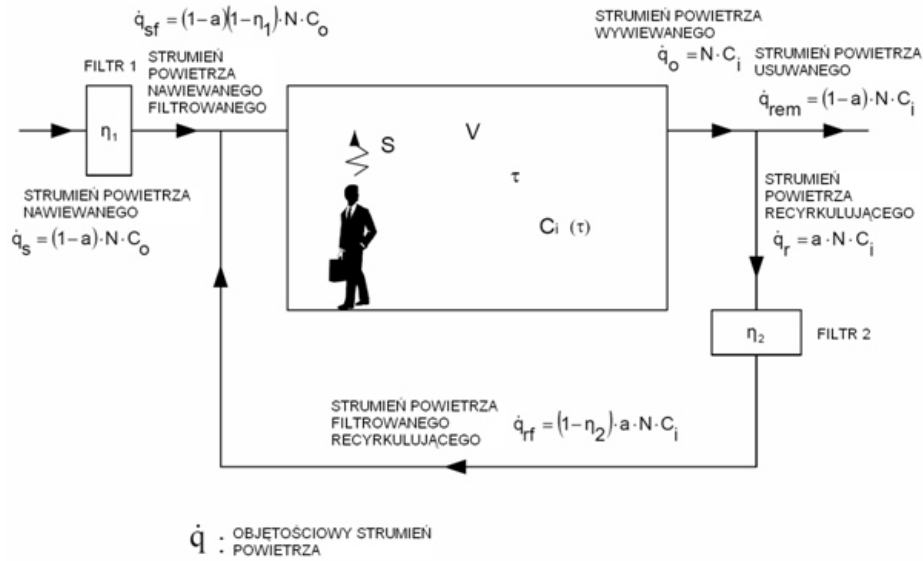 q̇sf = (1-a)(1-η1)·N·Co
STRUMIEŃ POWIETRZA
WYWIEWANEGO
q̇o = N·Ci
STRUMIEŃ POWIETRZA
USUWANEGO
q̇rem = (1-a)·N·Ci
FILTR 1
STRUMIEŃ
POWIETRZA
NAWIEWANEGO
FILTROWANEGO
η1
S
V
τ
Ci (τ)
STRUMIEŃ POWIETRZA
NAWIEWANEGO
q̇s = (1-a)·N·Co
STRUMIEŃ
POWIETRZA
RECYRKULUJĄCEGO
q̇r = a·N·Ci
η2
FILTR 2
STRUMIEŃ POWIETRZA
FILTROWANEGO
RECYRKULUJĄCEGO
q̇rf = (1-η2)·a·N·Ci
q̇ : OBJĘTOŚCIOWY STRUMIEŃ
POWIETRZA